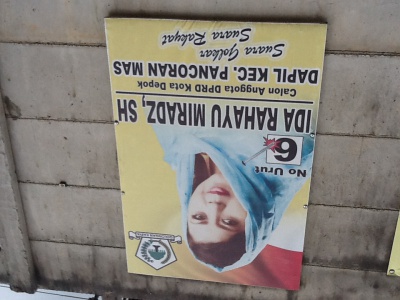 No Urut
9
IDA RAHAYU MIRADZ, SH
Calon Anggota DPRD Kota Depok
DAPIL KEC. PANCORAN MAS
Suara Golkar
Suara Rakyat